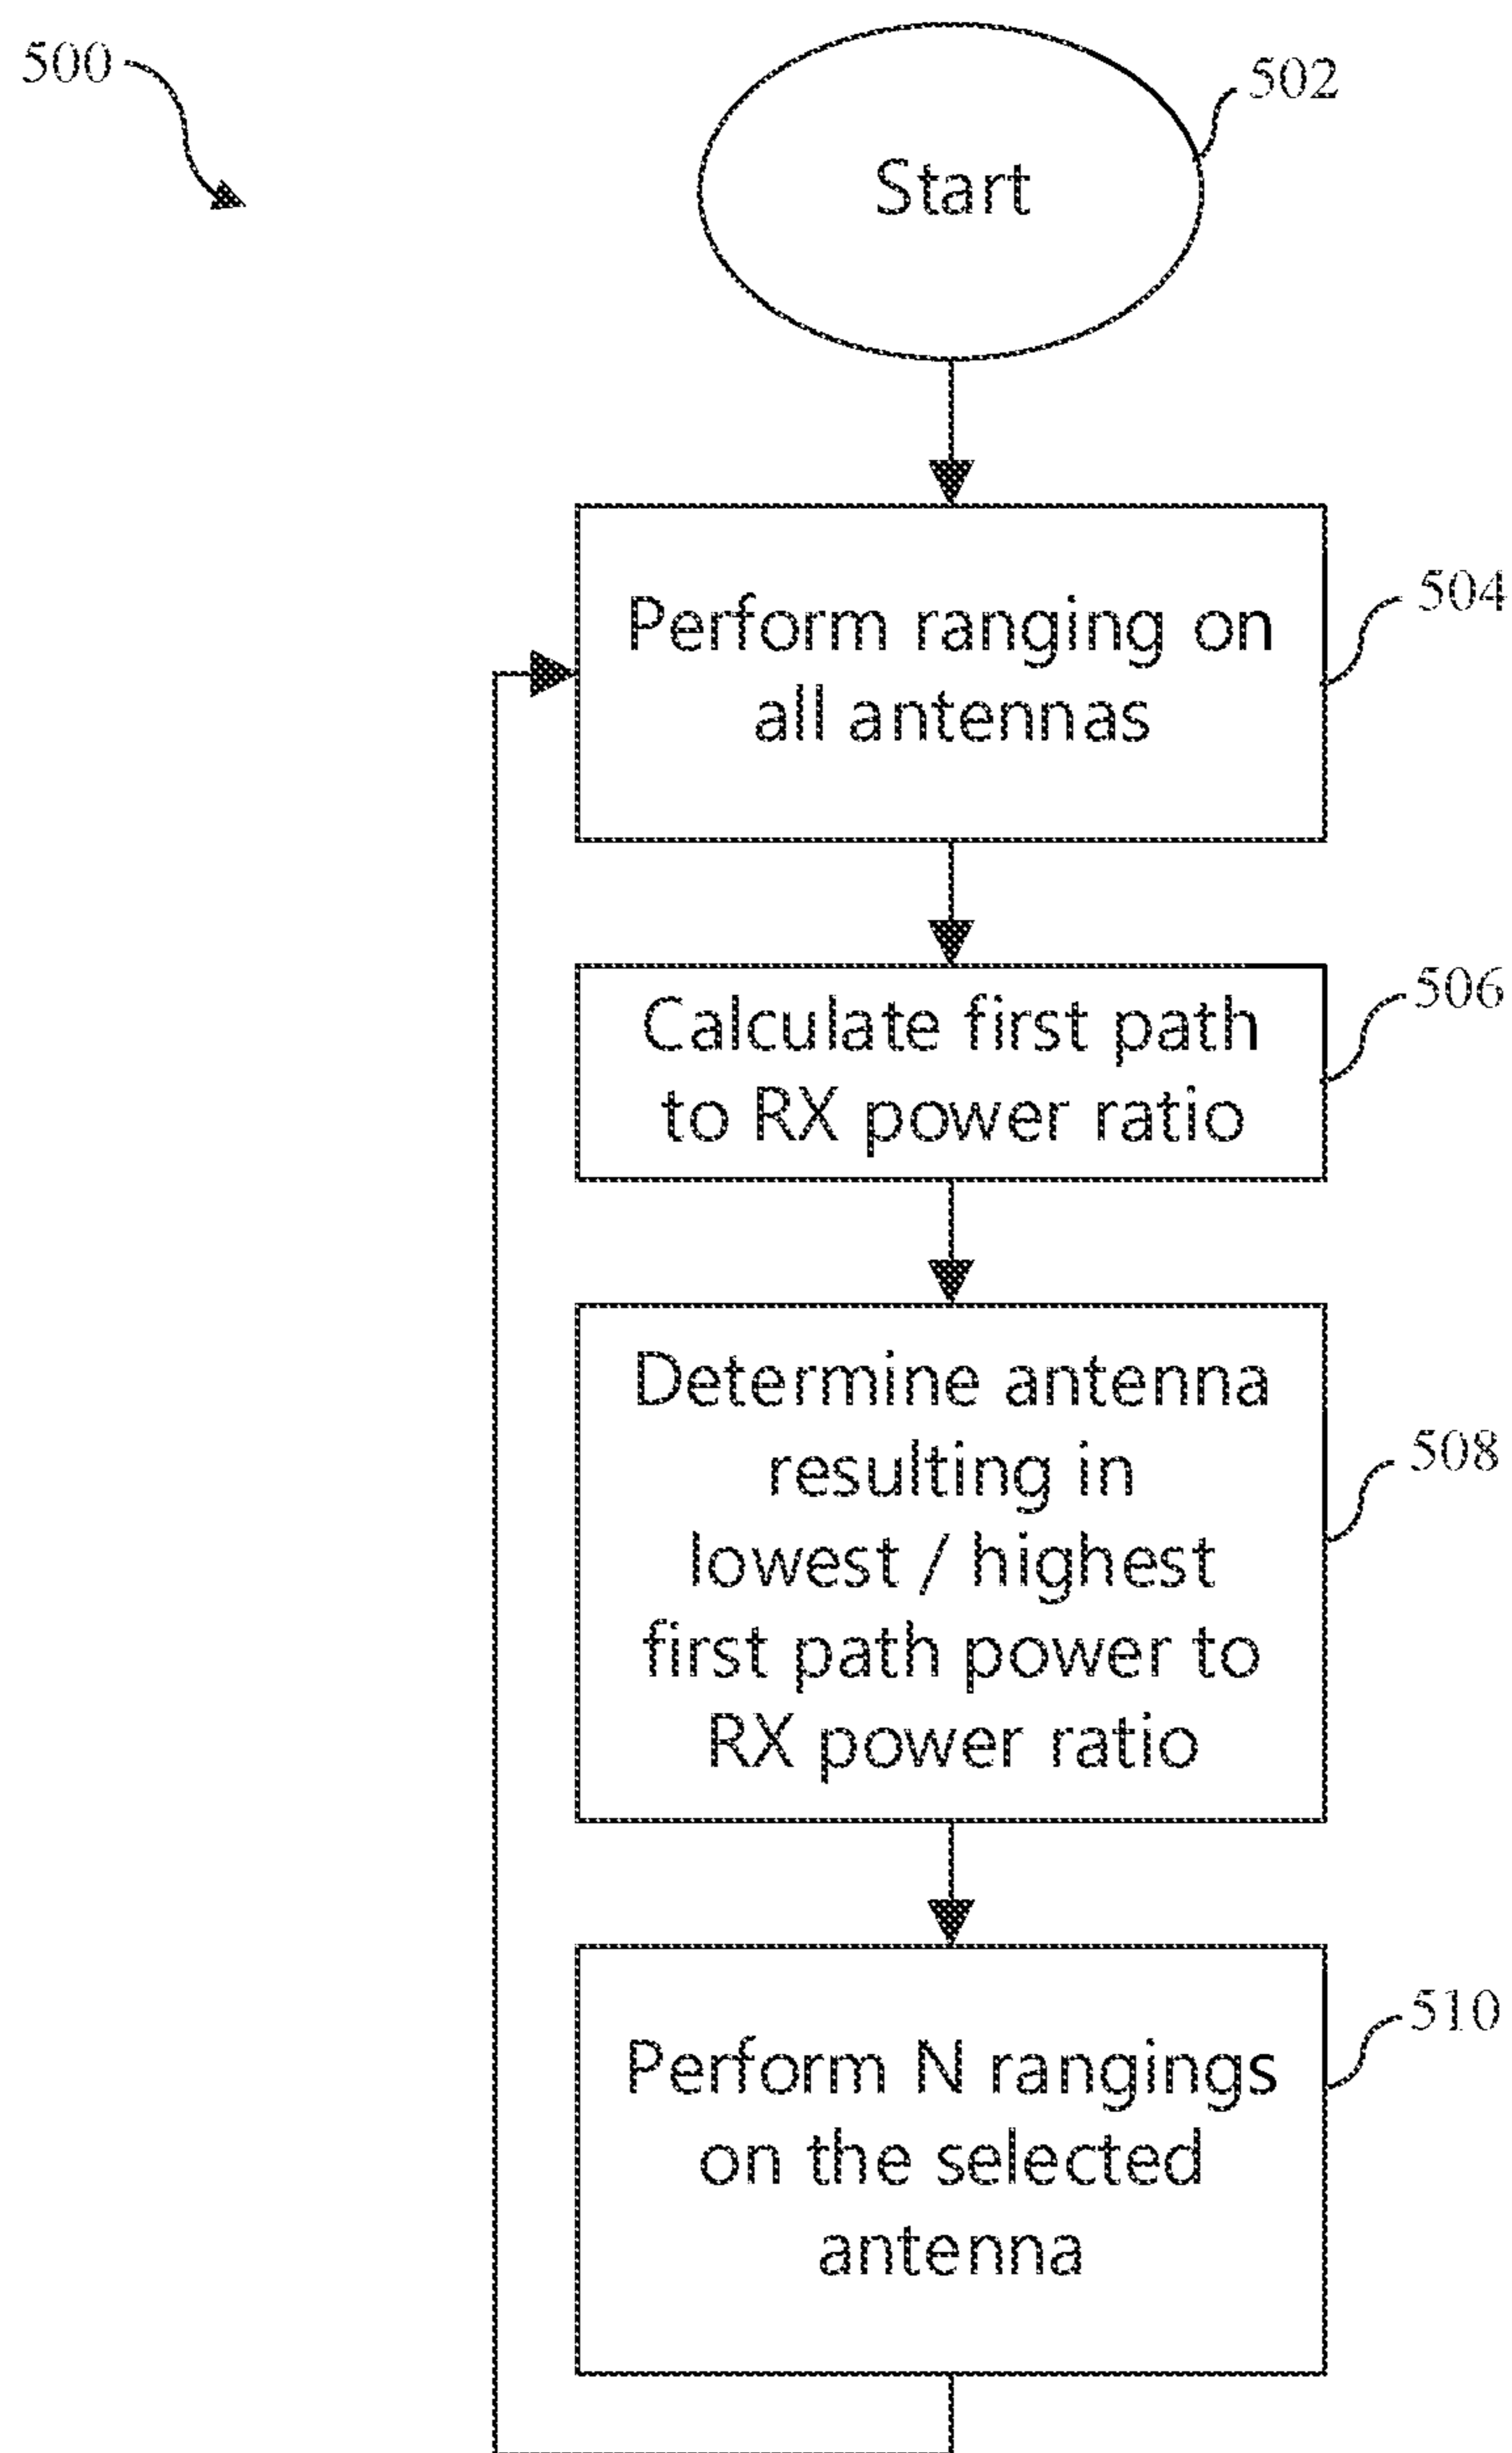 500
502
Start
Perform ranging on
all antennas
504
Calculate first path
to RX power ratio
506
Determine antenna
resulting in
lowest / highest
first path power to
RX power ratio
508
Perform N rangings
on the selected
antenna
510